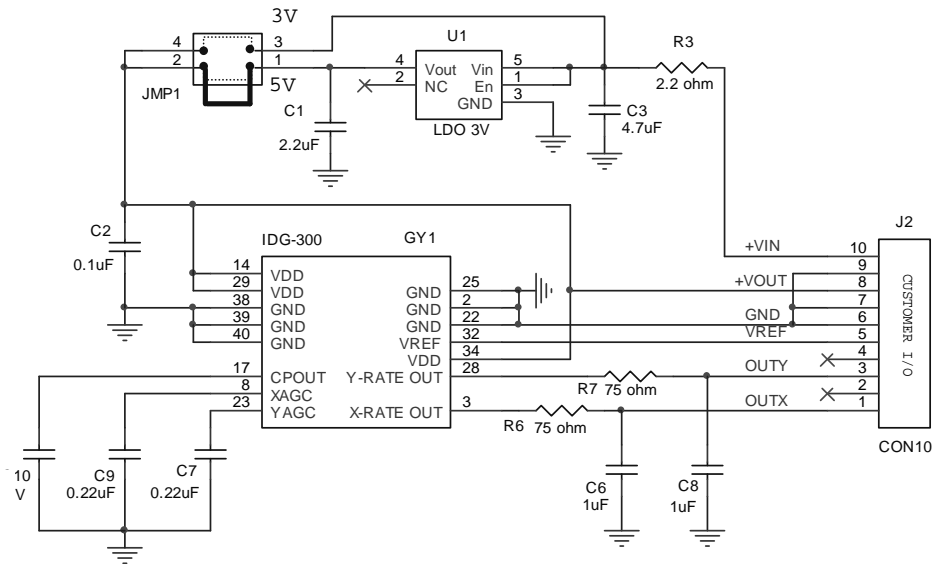 3V
4
3
2
1
5V
JMP1
U1
4
Vout
Vin
5
2
NC
En
1
GND
3
LDO 3V
C1
2.2uF
R3
2.2 ohm
C3
4.7uF
C2
0.1uF
IDG-300
GY1
14
VDD
29
VDD
38
GND
39
GND
40
GND
17
CPOUT
8
XAGC
23
YAGC
25
GND
2
GND
22
GND
32
VREF
34
VDD
28
Y-RATE OUT
3
X-RATE OUT
R7
75 ohm
R6
75 ohm
J2
+VIN
10
9
+VOUT
8
7
GND
6
VREF
5
4
OUTY
3
2
OUTX
1
CUSTOMER I/O
CON10
10
V
C9
0.22uF
C7
0.22uF
C6
1uF
C8
1uF